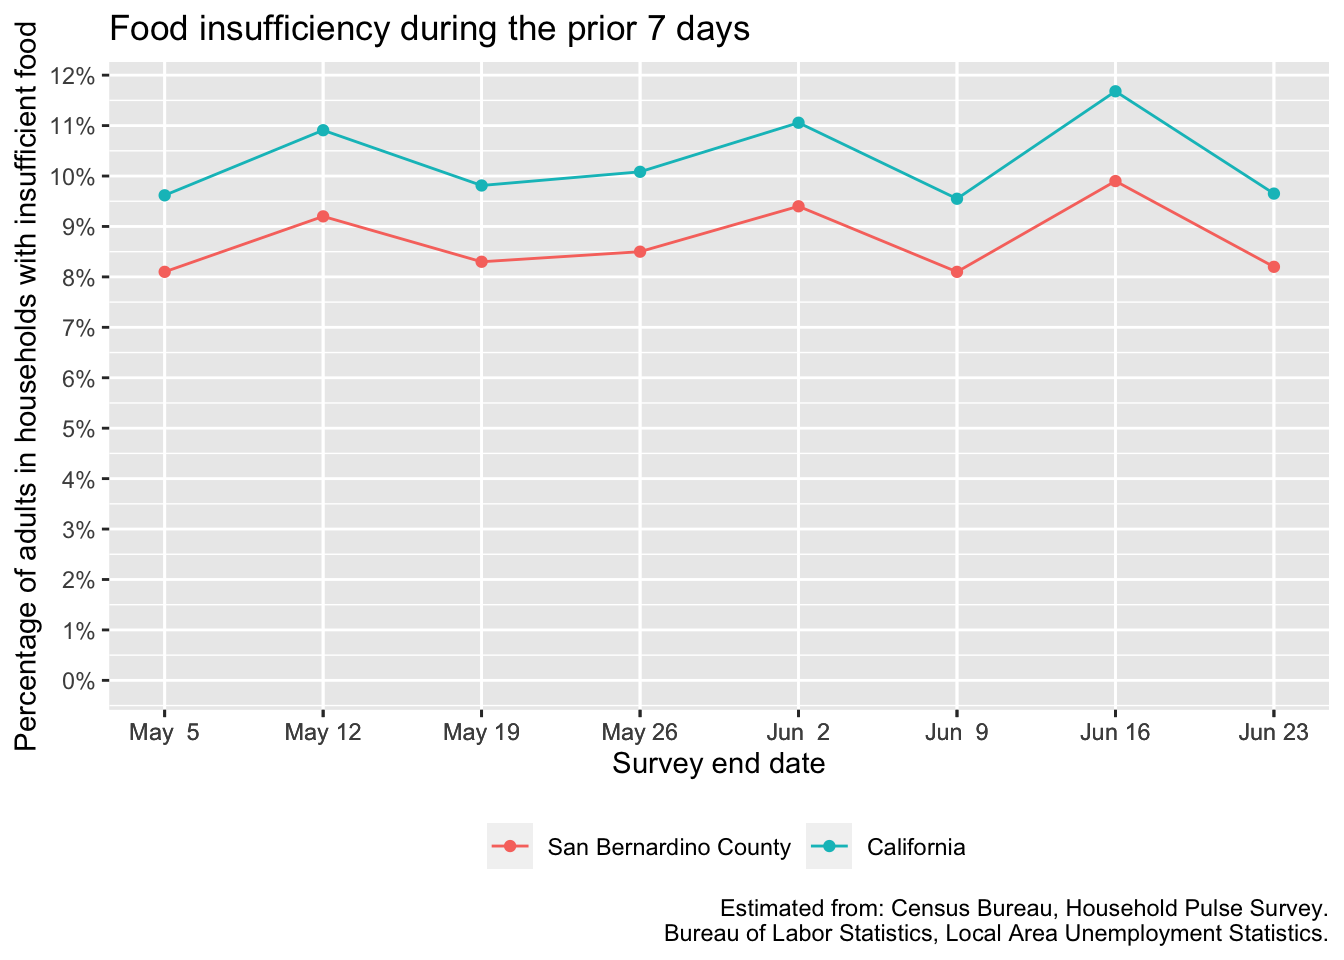 Food insufficiency during the prior 7 days
Percentage of adults in households with insufficient food
12%
11%
10%
9%
8%
7%
6%
5%
4%
3%
2%
1%
0%
May  5
May 12
May 19
May 26
Jun  2
Jun  9
Jun 16
Jun 23
Survey end date
San Bernardino County
California
Estimated from: Census Bureau, Household Pulse Survey.
Bureau of Labor Statistics, Local Area Unemployment Statistics.